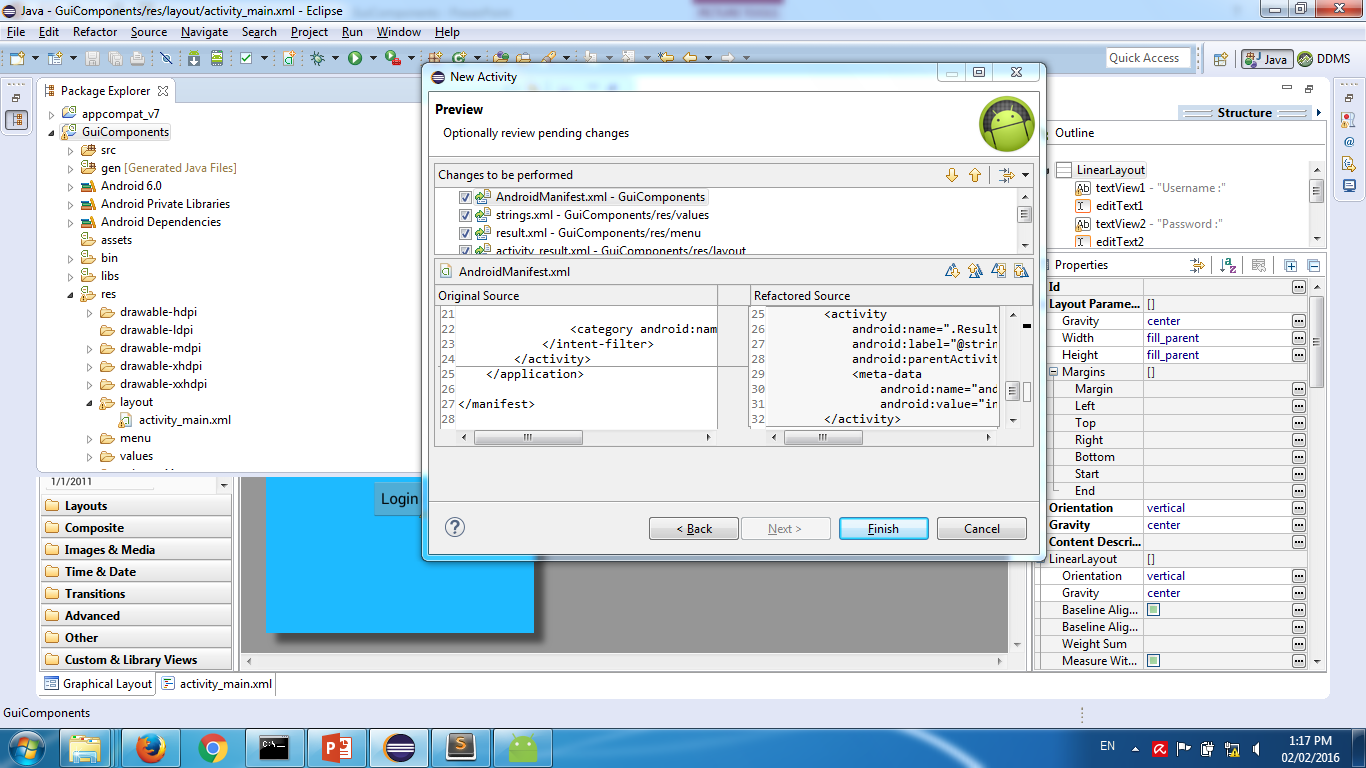 Java - GuiComponents/res/layout/activity_main.xml - Eclipse
File Edit Refactor Source Navigate Search Project Run Window Help
Quick Access
Java
DDMS
Package Explorer
appcompat_v7
GuiComponents
src
gen [Generated Java Files]
Android 6.0
Android Private Libraries
Android Dependencies
assets
bin
libs
res
drawable-hdpi
drawable-ldpi
drawable-mdpi
drawable-xhdpi
drawable-xxhdpi
layout
activity_main.xml
menu
values
1/1/2011
Layouts
Composite
Images & Media
Time & Date
Transitions
Advanced
Other
Custom & Library Views
Login
Graphical Layout
activity_main.xml
New Activity
Preview
Optionally review pending changes
Changes to be performed
AndroidManifest.xml - GuiComponents
strings.xml - GuiComponents/res/values
result.xml - GuiComponents/res/menu
activity_result.xml - GuiComponents/res/layout
AndroidManifest.xml
Original Source
21
22 <category android:nam
23 </intent-filter>
24 </activity>
25 </application>
26
27 </manifest>
28
Refactored Source
25 <activity
26 android:name=".Result
27 android:label="@strin
28 android:parentActivit
29 <meta-data
30 android:name="and
31 android:value="in
32 </activity>
< Back
Next >
Finish
Cancel
Structure
Outline
LinearLayout
textView1 - "Username :"
editText1
textView2 - "Password :"
editText2
Properties
Id
Layout Parame... []
Gravity center
Width fill_parent
Height fill_parent
Margins []
Margin
Left
Top
Right
Bottom
Start
End
Orientation vertical
Gravity center
Content Descri...
LinearLayout []
Orientation vertical
Gravity center
Baseline Alig...
Baseline Alig...
Weight Sum
Measure Wit...
GuiComponents
EN
1:17 PM
02/02/2016